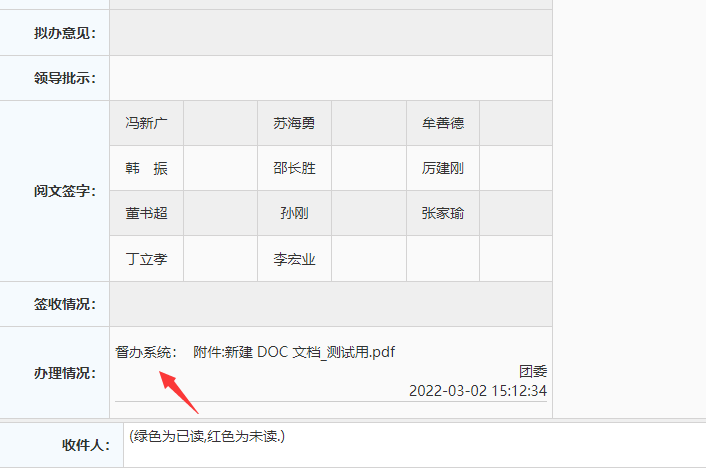 拟办意见：
领导批示：
冯新广 苏海勇 牟善德
韩 振 邵长胜 厉建刚
阅文签字：
董书超 孙刚 张家瑜
丁立孝 李宏业
签收情况：
督办系统： 附件:新建 DOC 文档_测试用.pdf
办理情况：
团委
2022-03-02 15:12:34
收件人： (绿色为已读,红色为未读.)